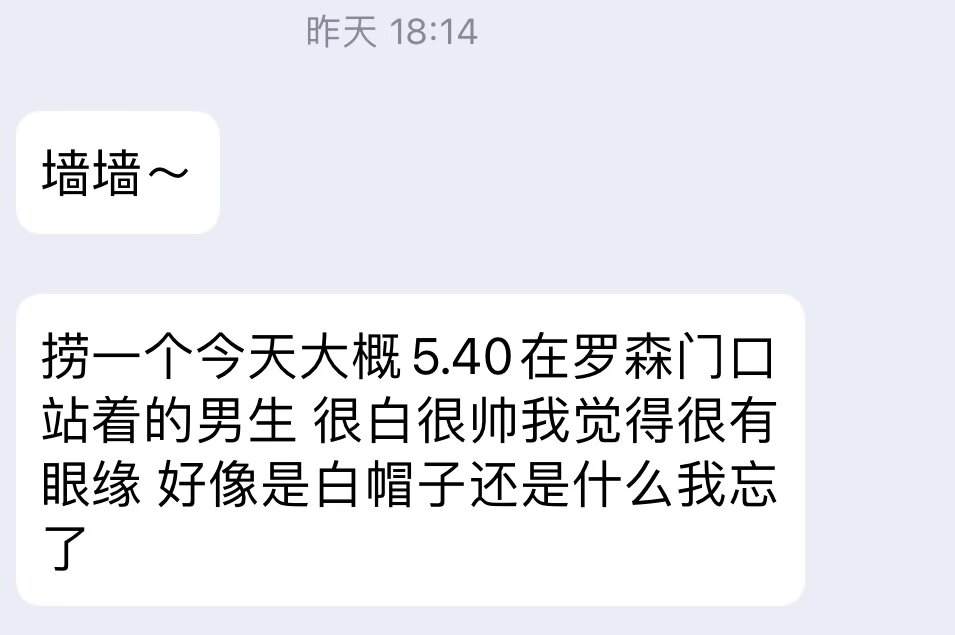 昨天 18:14
墙墙～
捞一个今天大概5.40在罗森门口
站着的男生 很白很帅我觉得很有
眼缘 好像是白帽子还是什么我忘
了